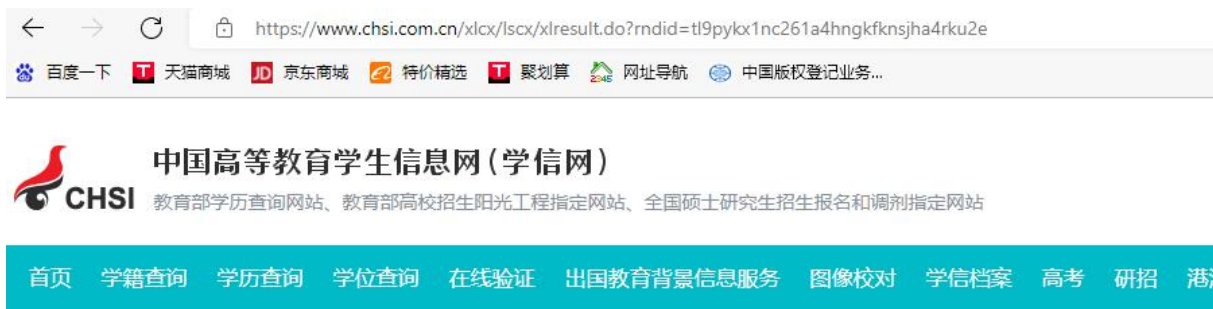 https://www.chsi.com.cn/xlcx/lscx/xlresult.do?rndid=tl9pykx1nc261a4hngkfknsjha4rku2e
百度一下 天猫商城 JD 京东商城 特价精选 聚划算 2345 网址导航 中国版权登记业务...
中国高等教育学生信息网(学信网)
CHSI 教育部学历查询网站、教育部高校招生阳光工程指定网站、全国硕士研究生招生报名和调剂指定网站
首页 学籍查询 学历查询 学位查询 在线验证 出国教育背景信息服务 图像校对 学信档案 高考 研招 港